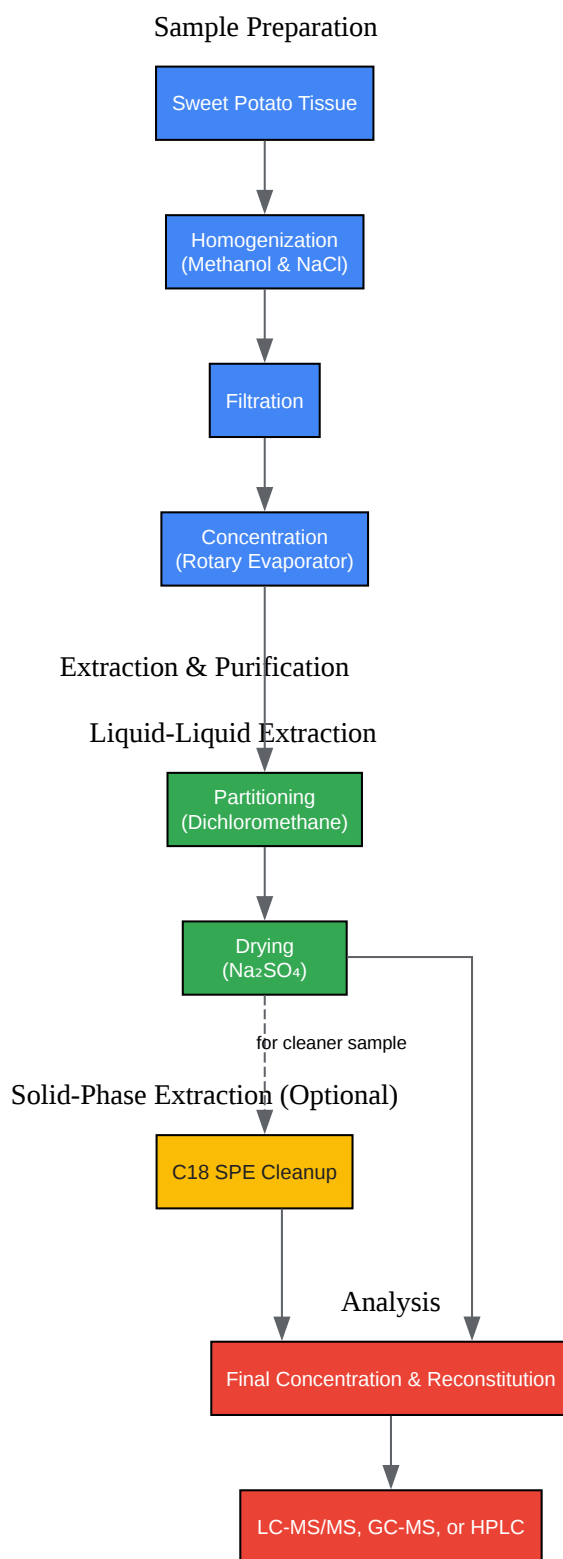 Sample Preparation
Sweet Potato Tissue
Homogenization
(Methanol & NaCl)
Filtration
Concentration
(Rotary Evaporator)
Extraction & Purification
Liquid-Liquid Extraction
Partitioning
(Dichloromethane)
Drying
(Na₂SO₄)
for cleaner sample
Solid-Phase Extraction (Optional)
C18 SPE Cleanup
Analysis
Final Concentration & Reconstitution
LC-MS/MS, GC-MS, or HPLC